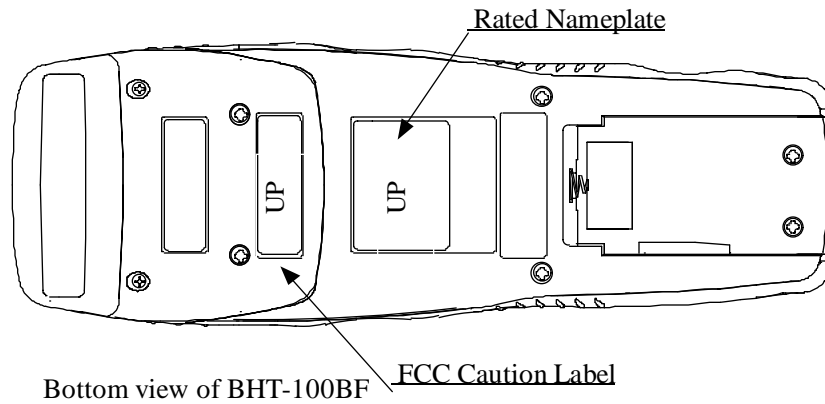 Rated Nameplate
UP
UP
FCC Caution Label
Bottom view of BHT-100BF